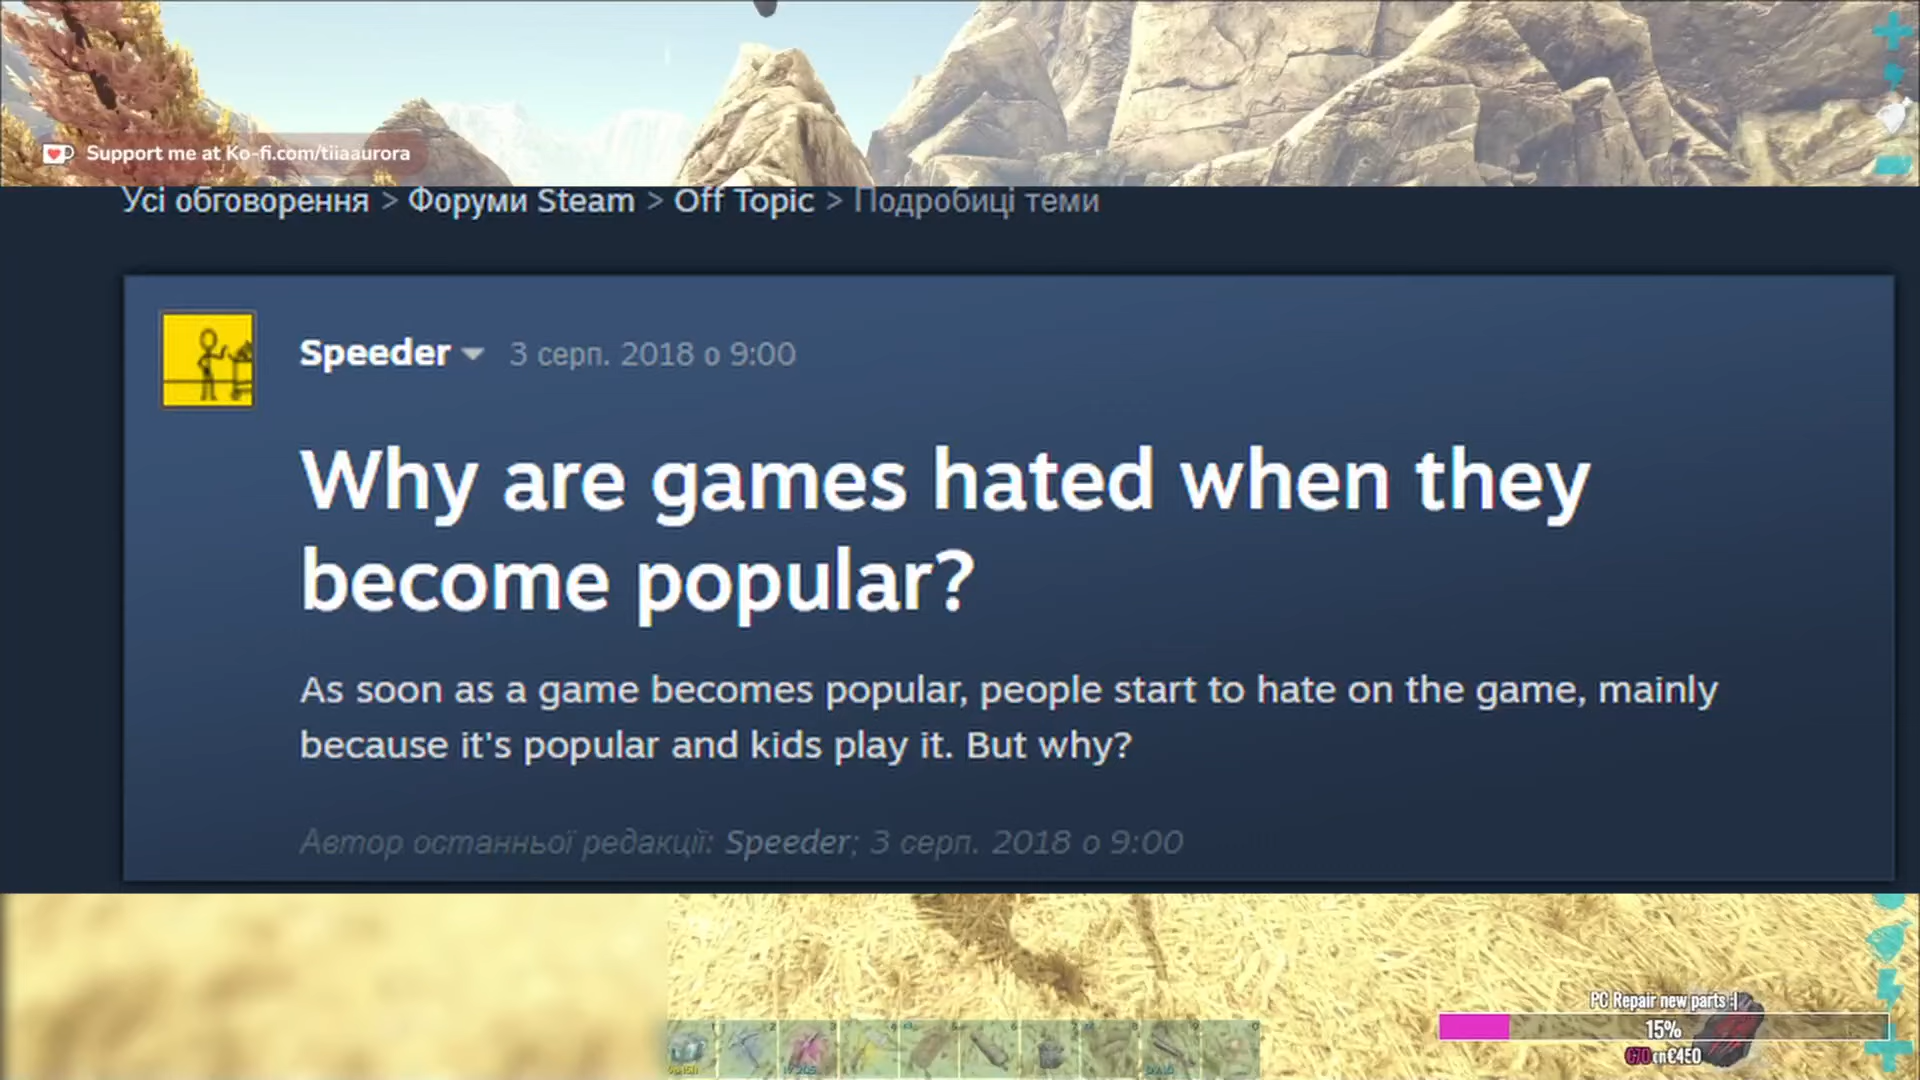 Support me at Ko-fi.com/tiiaaurora
Усі обговорення > Форуми Steam > Off Topic > Подробиці теми
Speeder 3 серп. 2018 о 9:00
Why are games hated when they
become popular?
As soon as a game becomes popular, people start to hate on the game, mainly
because it's popular and kids play it. But why?
Автор останньої редакції: Speeder; 3 серп. 2018 о 9:00
PC Repair new parts :|
15%
€70 сп €450